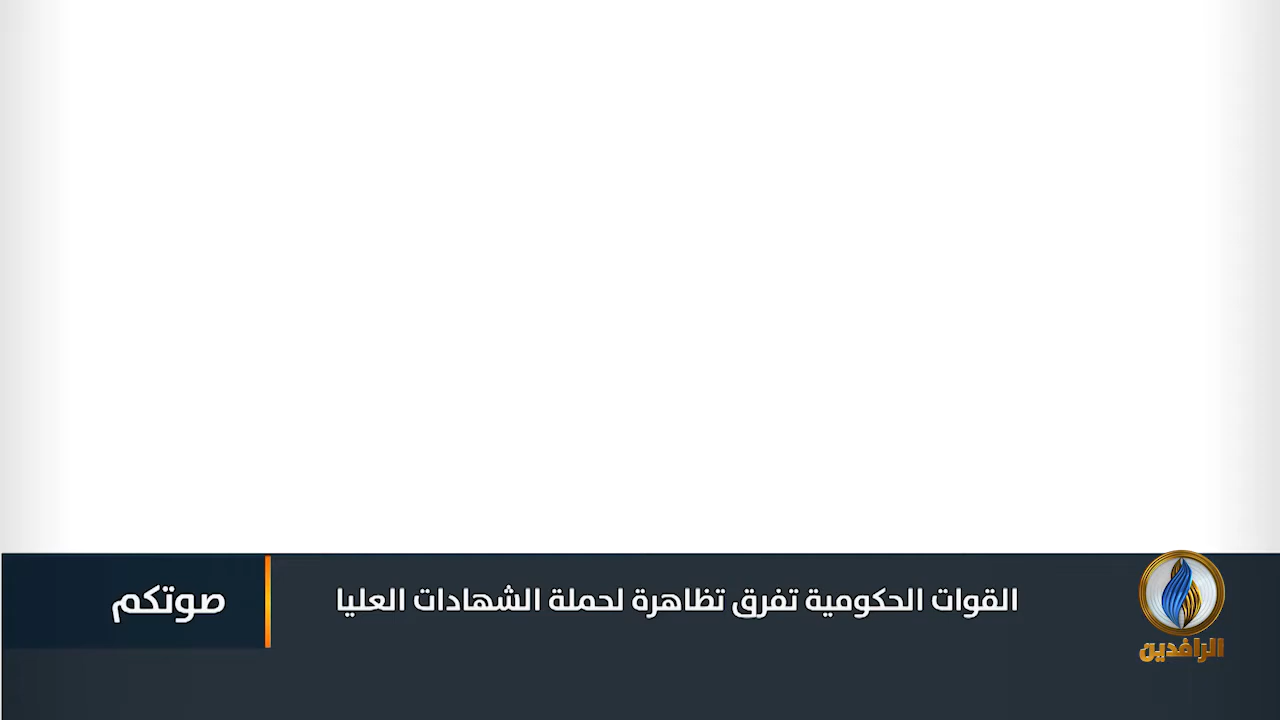 القوات الحكومية تفرق تظاهرة لحملة الشهادات العليا
صوتكم
الرافدين